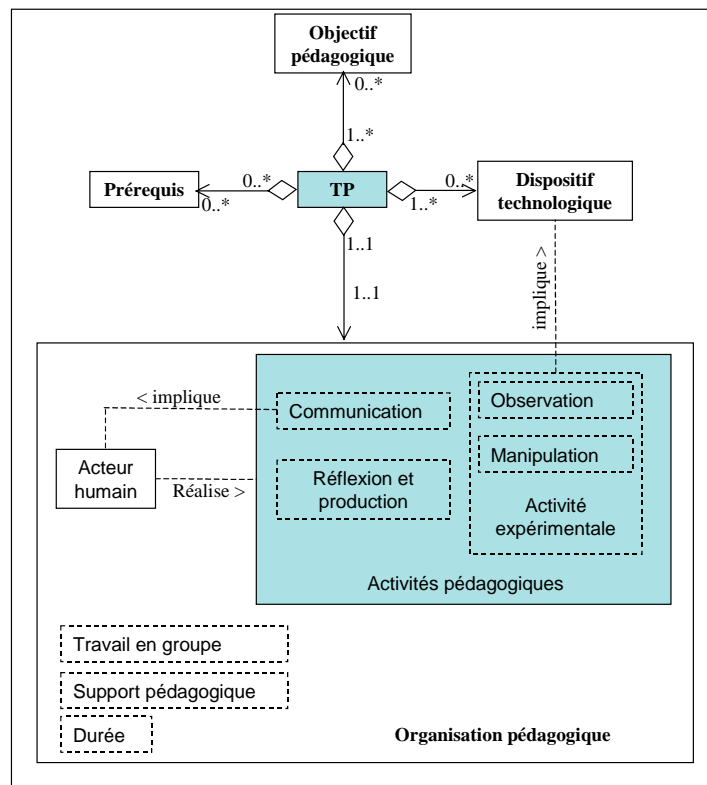 Objectif
pédagogique
0..*
1..*
Prérequis
0..*
0..*
TP
0..*
1..*
Dispositif
technologique
1..1
1..1
implique >
< implique
Communication
Observation
Manipulation
Acteur
humain
Réalise >
Réflexion et
production
Activité
expérimentale
Activités pédagogiques
Travail en groupe
Support pédagogique
Durée
Organisation pédagogique